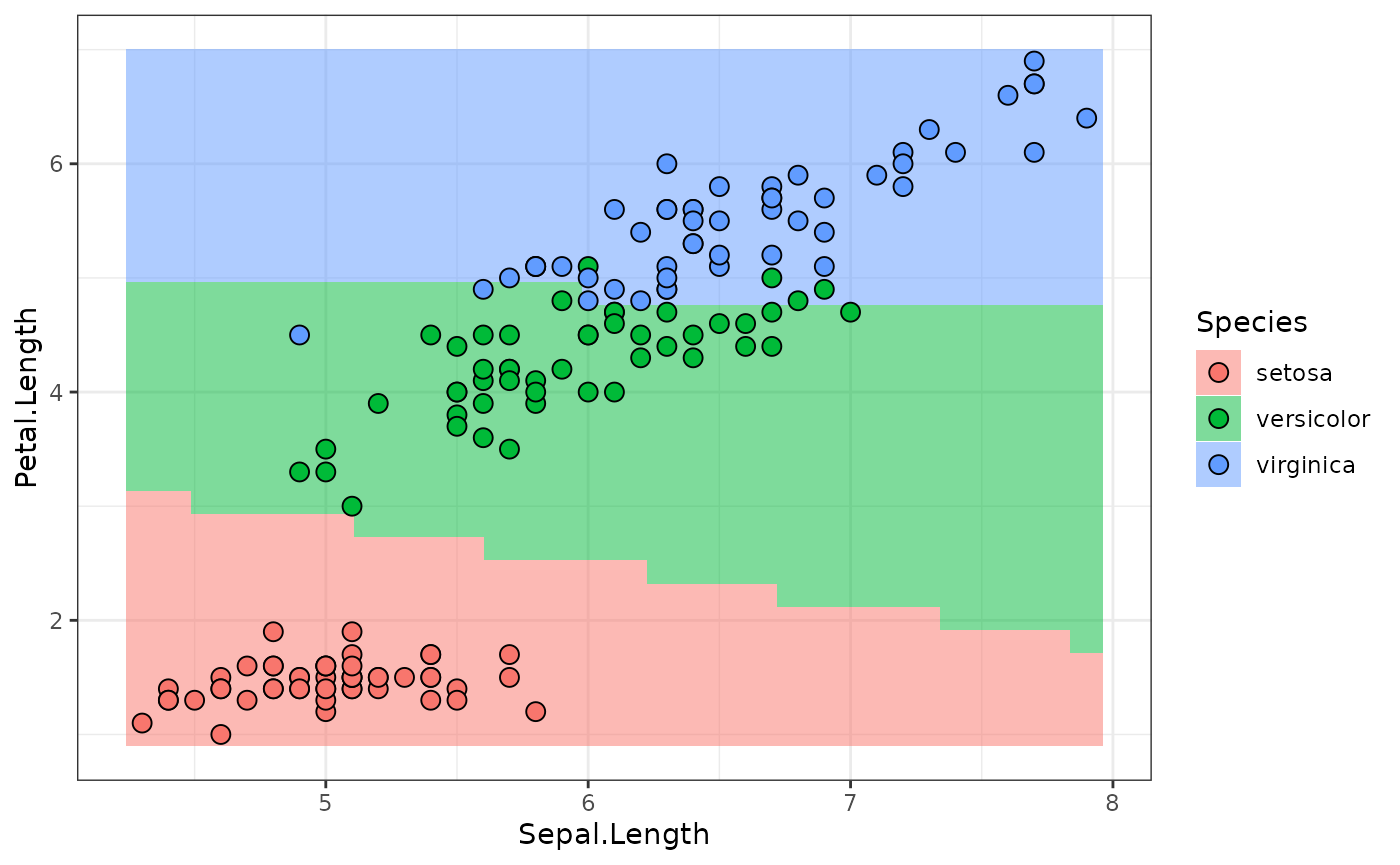 6
4
2
Petal.Length
5 6 7 8
Sepal.Length
Species
setosa
versicolor
virginica